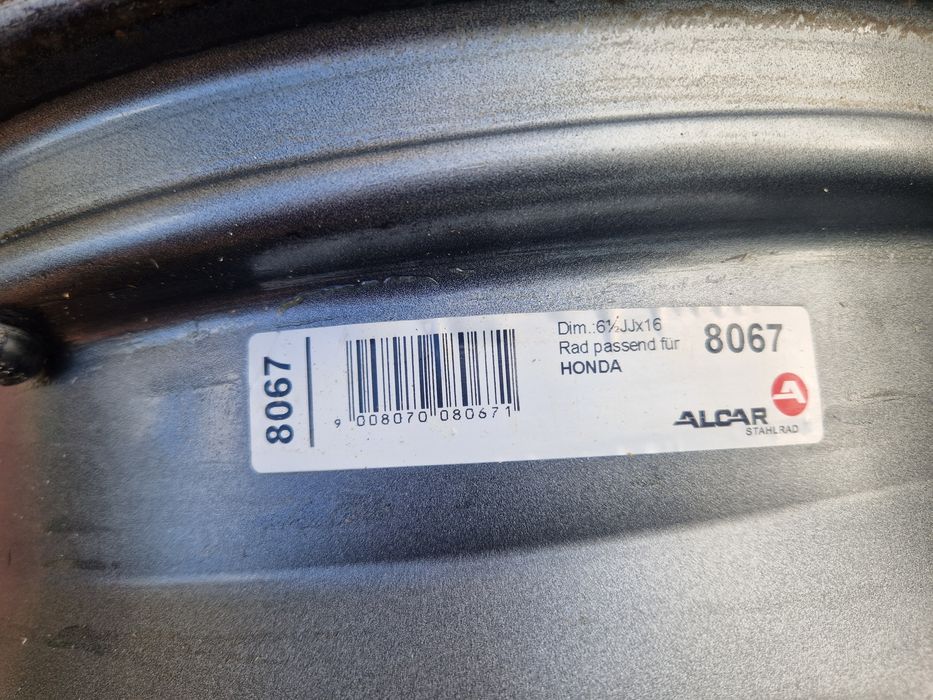 8067
9 008070 080671
Dim.:6½JJx16
Rad passend für
HONDA
8067
ALCAR
STAHLRAD